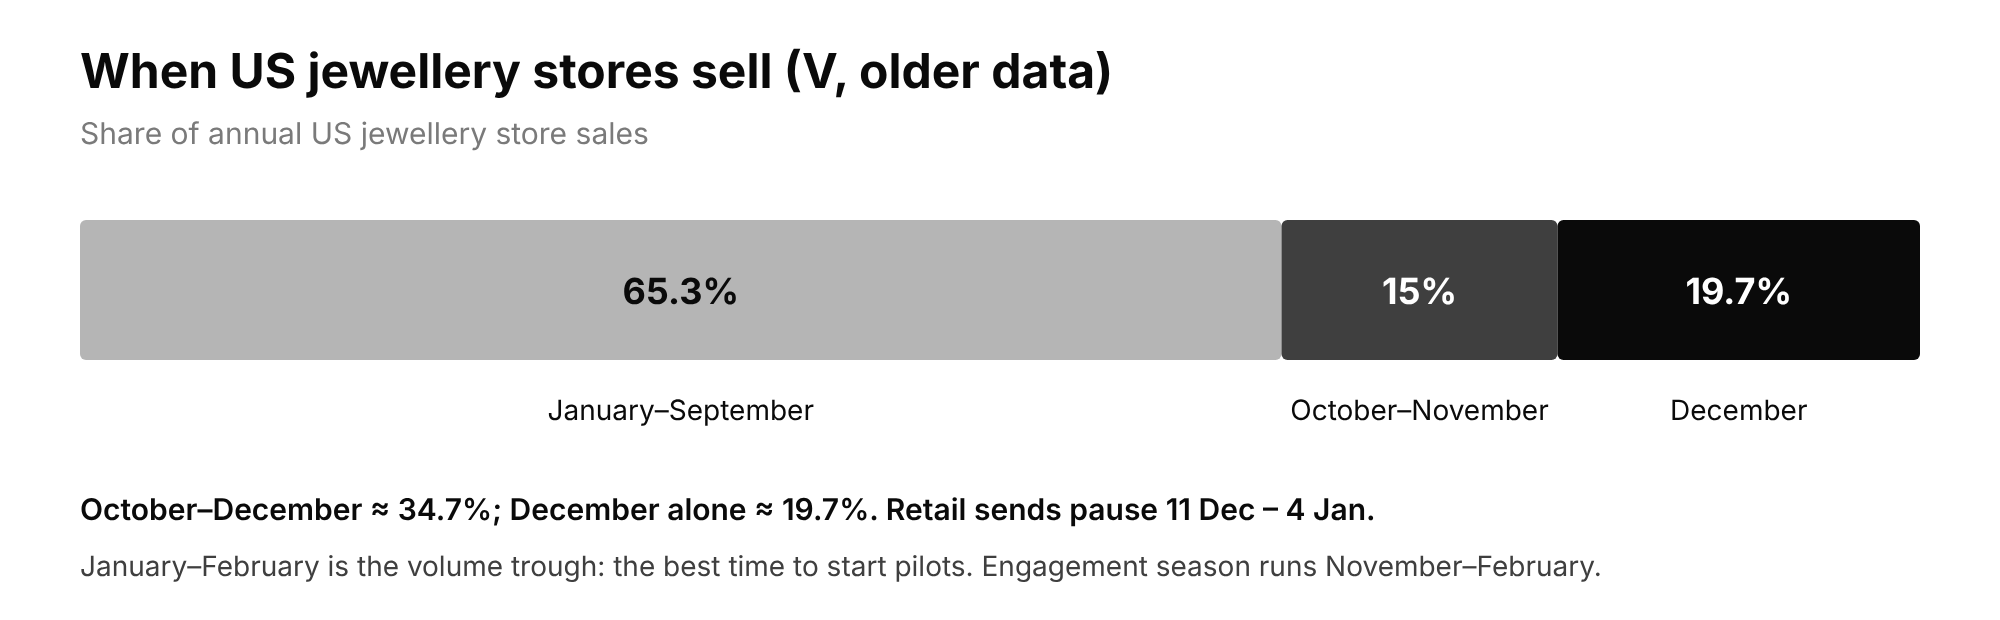 When US jewellery stores sell (V, older data)
Share of annual US jewellery store sales
65.3%
15%
19.7%
January–September
October–November
December
October–December ≈ 34.7%; December alone ≈ 19.7%. Retail sends pause 11 Dec – 4 Jan.
January–February is the volume trough: the best time to start pilots. Engagement season runs November–February.